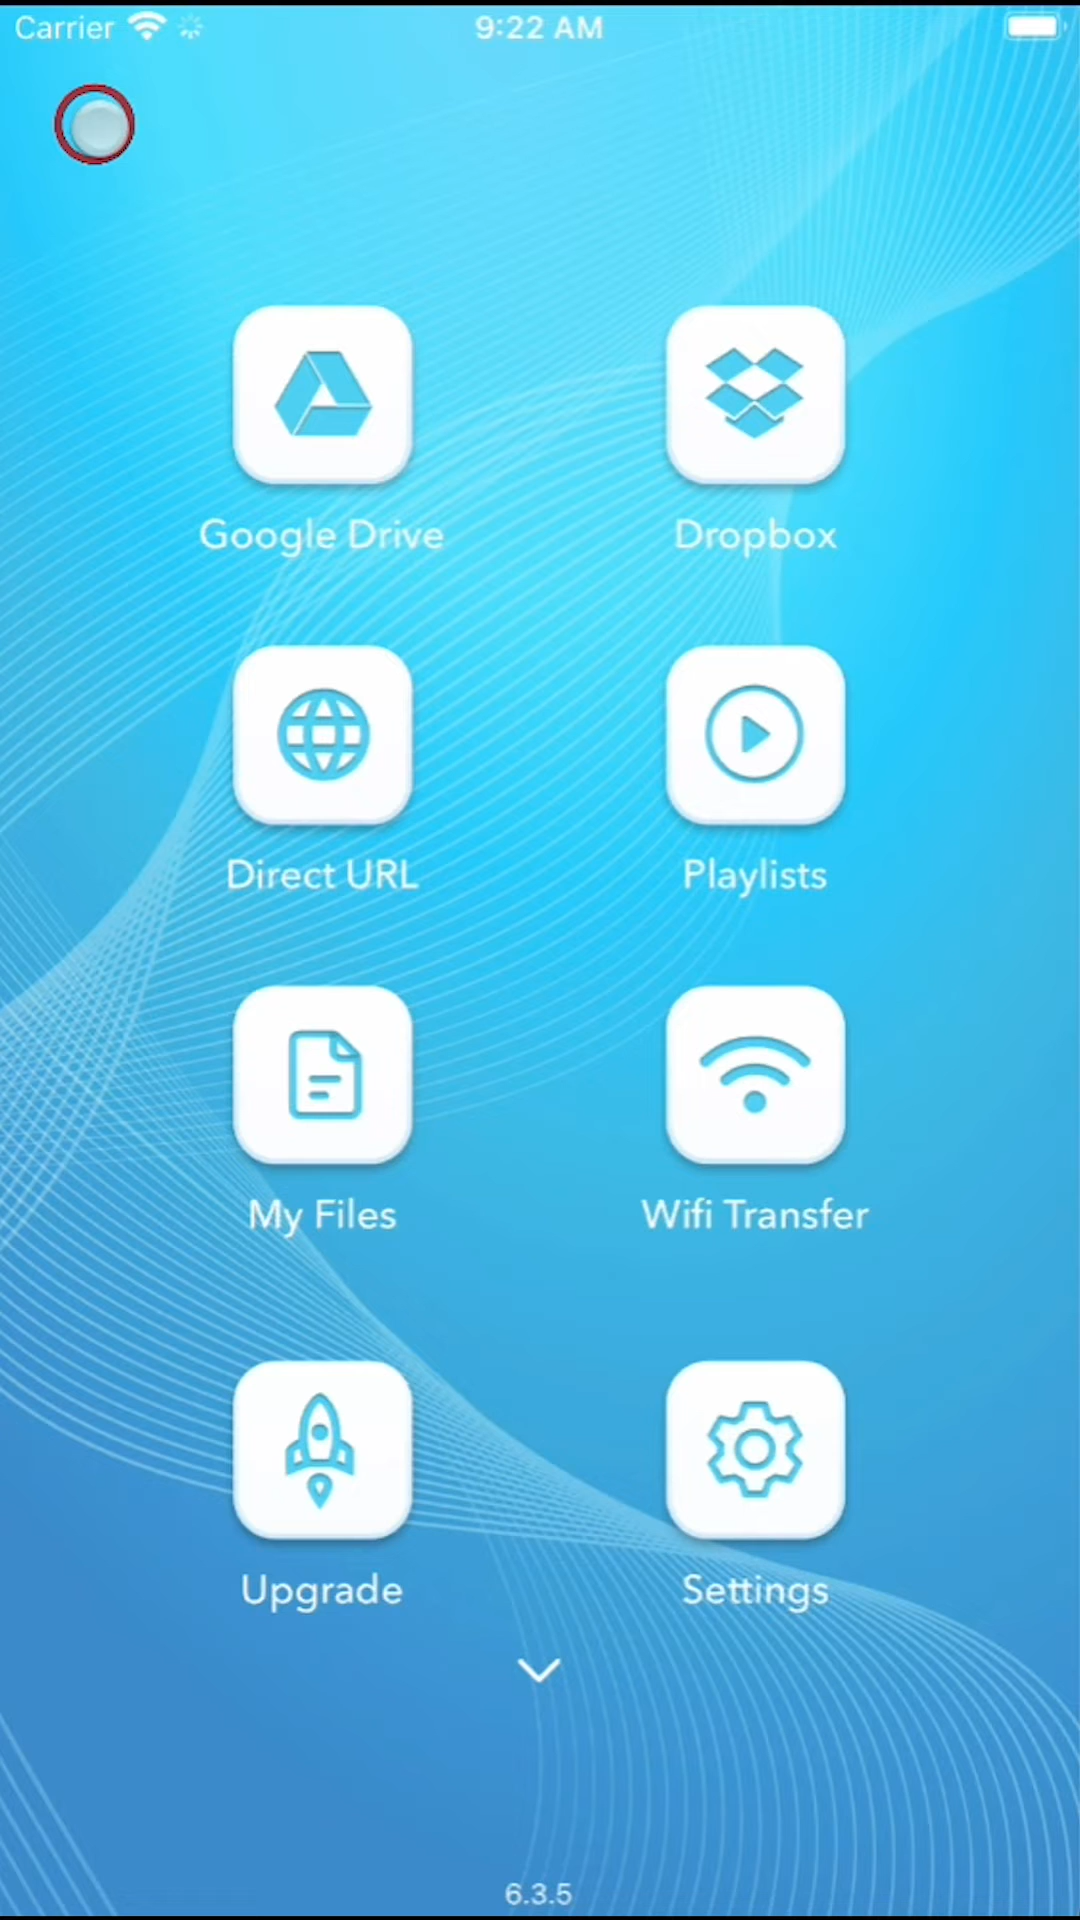 Carrier 9:22 AM
Google Drive Dropbox
Direct URL Playlists
My Files Wifi Transfer
Upgrade Settings
6.3.5